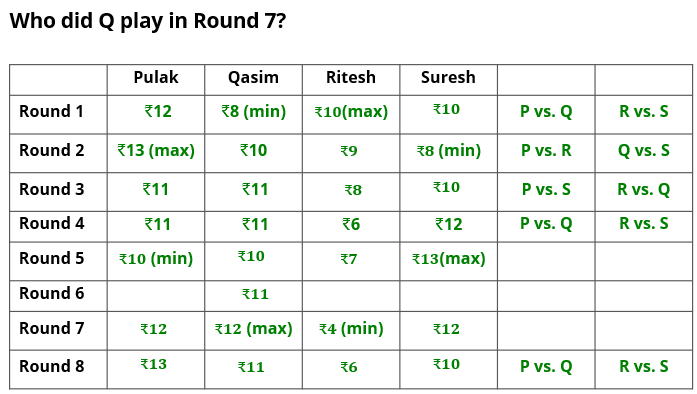 Who did Q play in Round 7?
Pulak Qasim Ritesh Suresh
Round 1 ₹12 ₹8 (min) ₹10(max) ₹10 P vs. Q R vs. S
Round 2 ₹13 (max) ₹10 ₹9 ₹8 (min) P vs. R Q vs. S
Round 3 ₹11 ₹11 ₹8 ₹10 P vs. S R vs. Q
Round 4 ₹11 ₹11 ₹6 ₹12 P vs. Q R vs. S
Round 5 ₹10 (min) ₹10 ₹7 ₹13(max)
Round 6 ₹11
Round 7 ₹12 ₹12 (max) ₹4 (min) ₹12
Round 8 ₹13 ₹11 ₹6 ₹10 P vs. Q R vs. S